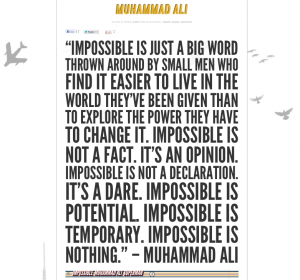 MUHAMMAD ALI
“IMPOSSIBLE IS JUST A BIG WORD
THROWN AROUND BY SMALL MEN WHO
FIND IT EASIER TO LIVE IN THE
WORLD THEY’VE BEEN GIVEN THAN
TO EXPLORE THE POWER THEY HAVE
TO CHANGE IT. IMPOSSIBLE IS
NOT A FACT. IT’S AN OPINION.
IMPOSSIBLE IS NOT A DECLARATION.
IT’S A DARE. IMPOSSIBLE IS
POTENTIAL. IMPOSSIBLE IS
TEMPORARY. IMPOSSIBLE IS
NOTHING.” – MUHAMMAD ALI